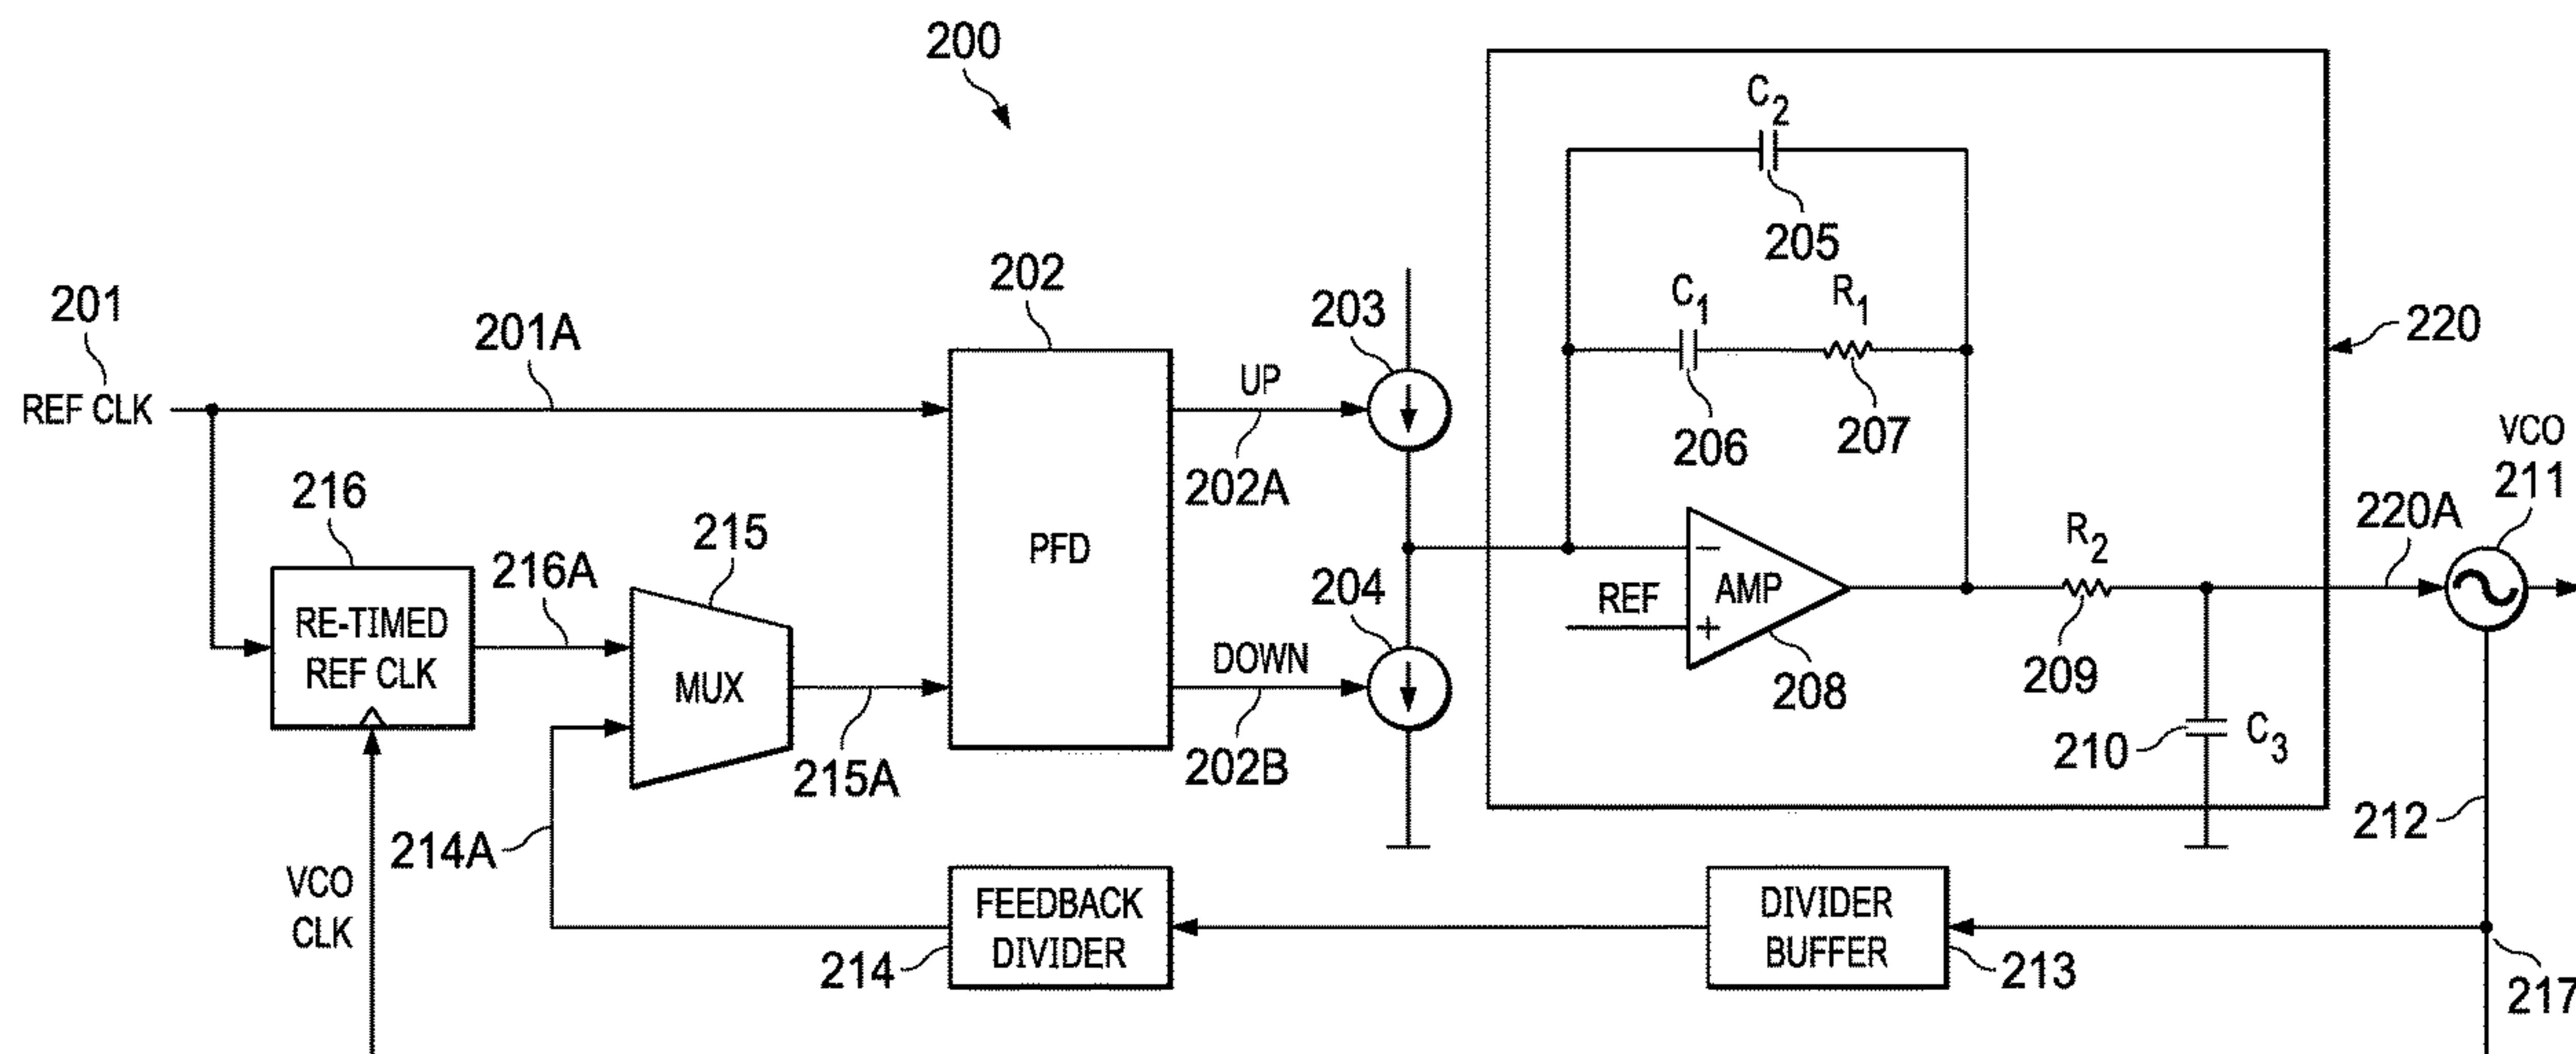 200
C2
205
201
201A
202
203
C1
R1
220
REF CLK
UP
206
207
VCO
211
202A
216
216A
215
PFD
R2
220A
RE-TIMED
REF CLK
MUX
204
REF
AMP
-
+
208
209
DOWN
215A
202B
210
C3
214A
212
VCO
CLK
FEEDBACK
DIVIDER
214
DIVIDER
BUFFER
213
217